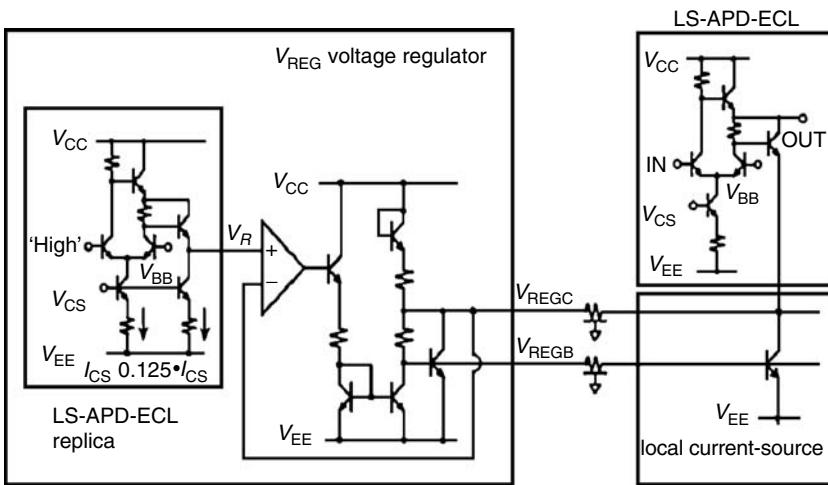 LS-APD-ECL
V_REG voltage regulator
V_CC
IN
OUT
V_BB
V_CS
V_EE
V_CC
'High'
V_BB
V_CS
V_EE
I_CS 0.125•I_CS
LS-APD-ECL
replica
V_R
+
−
V_CC
V_EE
V_REGC
V_REGB
V_EE
local current-source